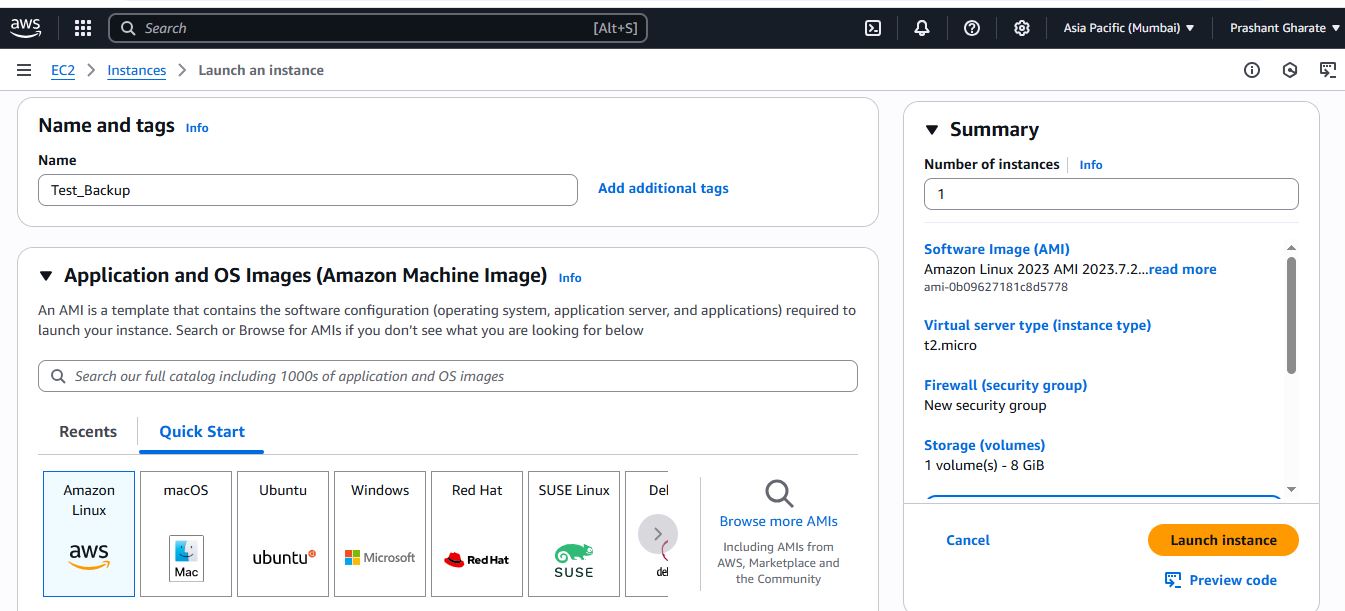 aws
Search [Alt+S]
Asia Pacific (Mumbai) ▼
Prashant Gharate ▼
EC2 > Instances > Launch an instance
Name and tags Info
Name
Test_Backup
Add additional tags
Application and OS Images (Amazon Machine Image) Info
An AMI is a template that contains the software configuration (operating system, application server, and applications) required to
launch your instance. Search or Browse for AMIs if you don't see what you are looking for below
Search our full catalog including 1000s of application and OS images
Recents
Quick Start
Amazon
Linux
aws
macOS
Mac
Ubuntu
ubuntu
Windows
Microsoft
Red Hat
Red Hat
SUSE Linux
SUSE
Del
deb
Browse more AMIs
Including AMIs from
AWS, Marketplace and
the Community
Summary
Number of instances Info
1
Software Image (AMI)
Amazon Linux 2023 AMI 2023.7.2...read more
ami-0b09627181c8d5778
Virtual server type (instance type)
t2.micro
Firewall (security group)
New security group
Storage (volumes)
1 volume(s) - 8 GiB
Cancel
Launch instance
Preview code